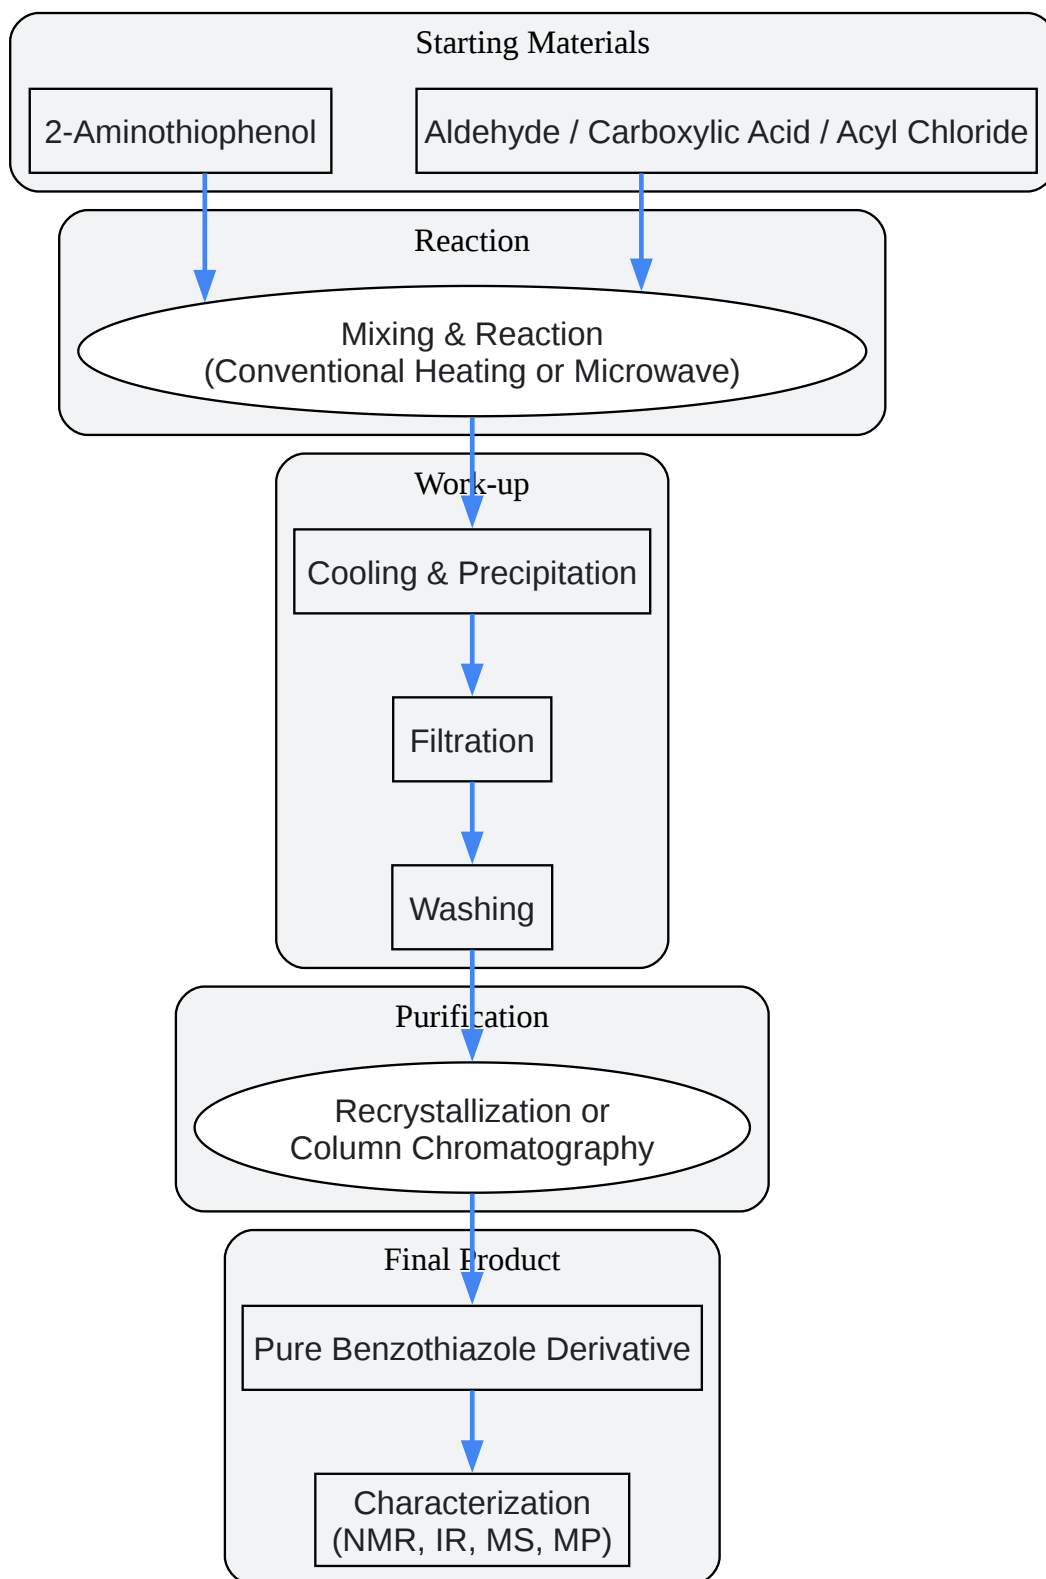 Starting Materials
2-Aminothiophenol
Aldehyde / Carboxylic Acid / Acyl Chloride
Reaction
Mixing & Reaction
(Conventional Heating or Microwave)
Work-up
Cooling & Precipitation
Filtration
Washing
Purification
Recrystallization or
Column Chromatography
Final Product
Pure Benzothiazole Derivative
Characterization
(NMR, IR, MS, MP)